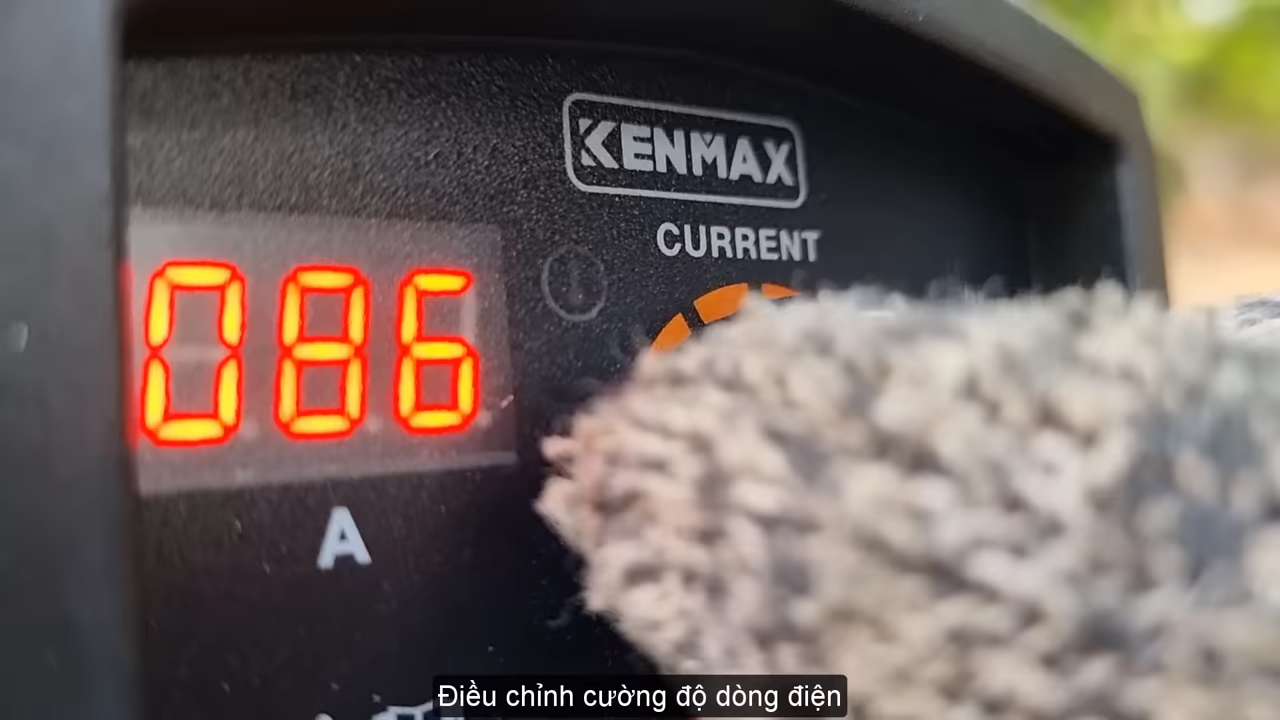 KENMAX
CURRENT
086
A
Điều chỉnh cường độ dòng điện